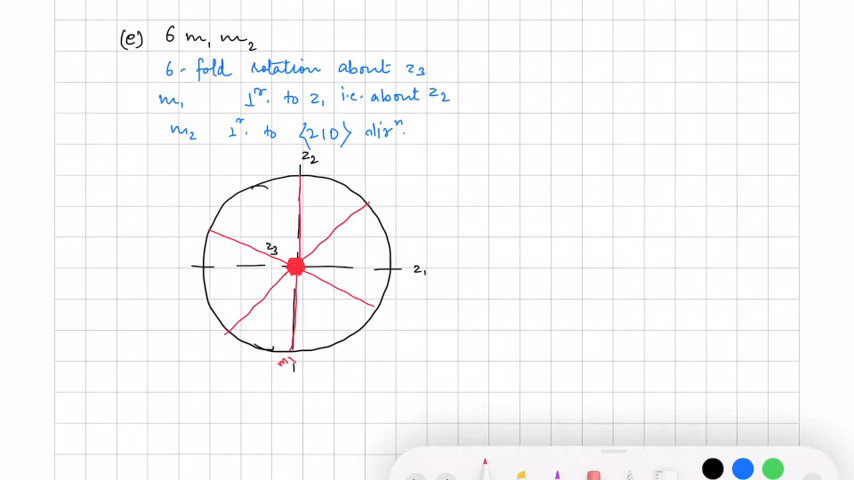 (e) 6 m₁ m₂
6-fold rotation about z₃
m₁ ⊥ʳ. to z₁ i.e. about z₂
m₂ ⊥ʳ. to ⟨210⟩ dirⁿ.
z₂
z₃
z₁
m₁